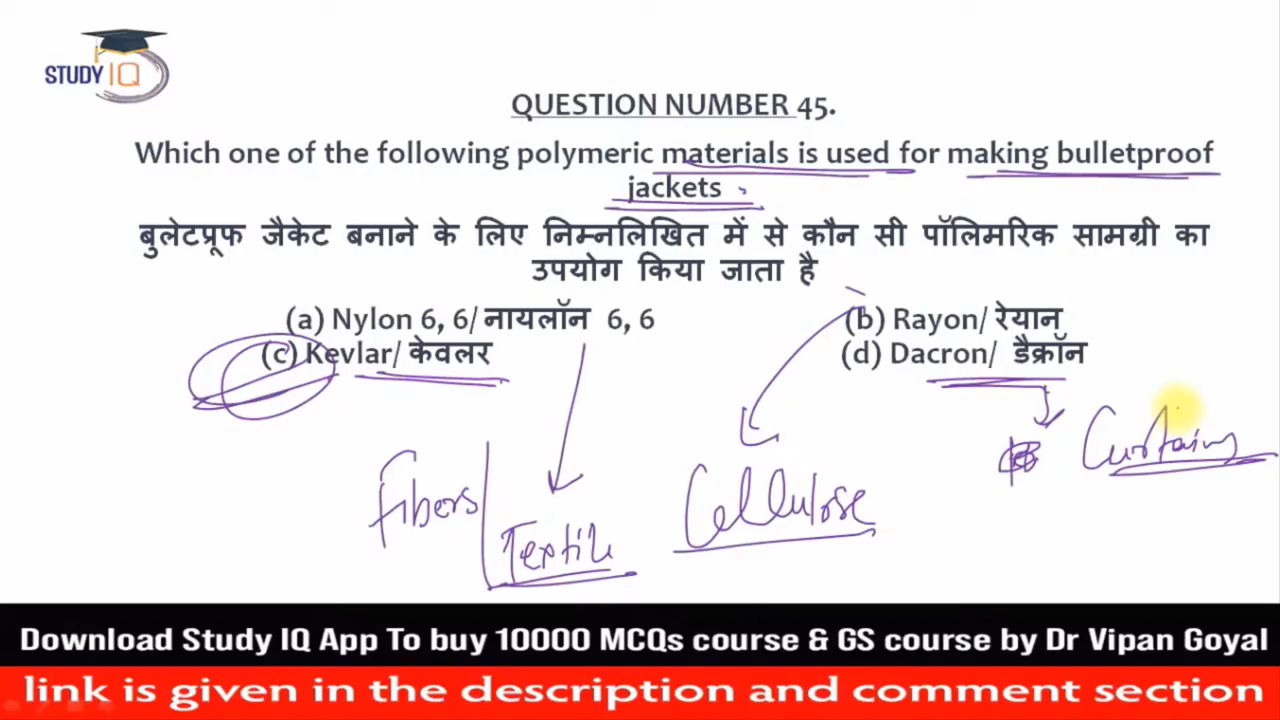 STUDY IQ
QUESTION NUMBER 45.
Which one of the following polymeric materials is used for making bulletproof
jackets
बुलेटप्रूफ जैकेट बनाने के लिए निम्नलिखित में से कौन सी पॉलिमरिक सामग्री का
उपयोग किया जाता है
(a) Nylon 6, 6/ नायलॉन 6, 6 (b) Rayon/ रेयान
(c) Kevlar/ केवलर (d) Dacron/ डैक्रॉन
Curtains
Fibers Textile Cellulose
Download Study IQ App To buy 10000 MCQs course & GS course by Dr Vipan Goyal
link is given in the description and comment section